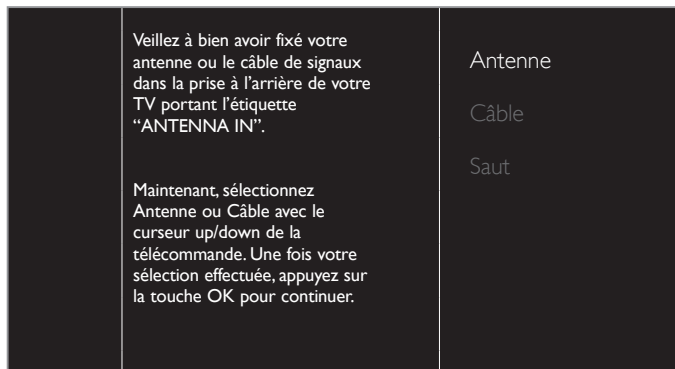 Veillez à bien avoir fixé votre
antenne ou le câble de signaux
dans la prise à l’arrière de votre
TV portant l’étiquette
“ANTENNA IN”.
Maintenant, sélectionnez
Antenne ou Câble avec le
curseur up/down de la
télécommande. Une fois votre
sélection effectuée, appuyez sur
la touche OK pour continuer.
Antenne
Câble
Saut